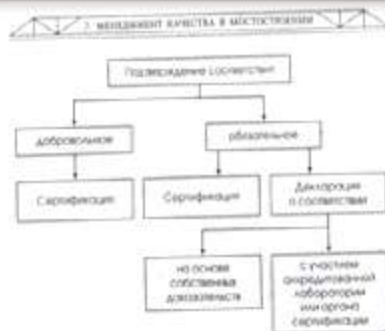 7. МЕНЕДЖМЕНТ КАЧЕСТВА В МОСТОСТРОЕНИИ
Подтверждение соответствия
добровольное
обязательное
Сертификация
Сертификация
Декларация
о соответствии
на основе
собственных
доказательств
с участием
аккредитованной
лаборатории
или органа
сертификации